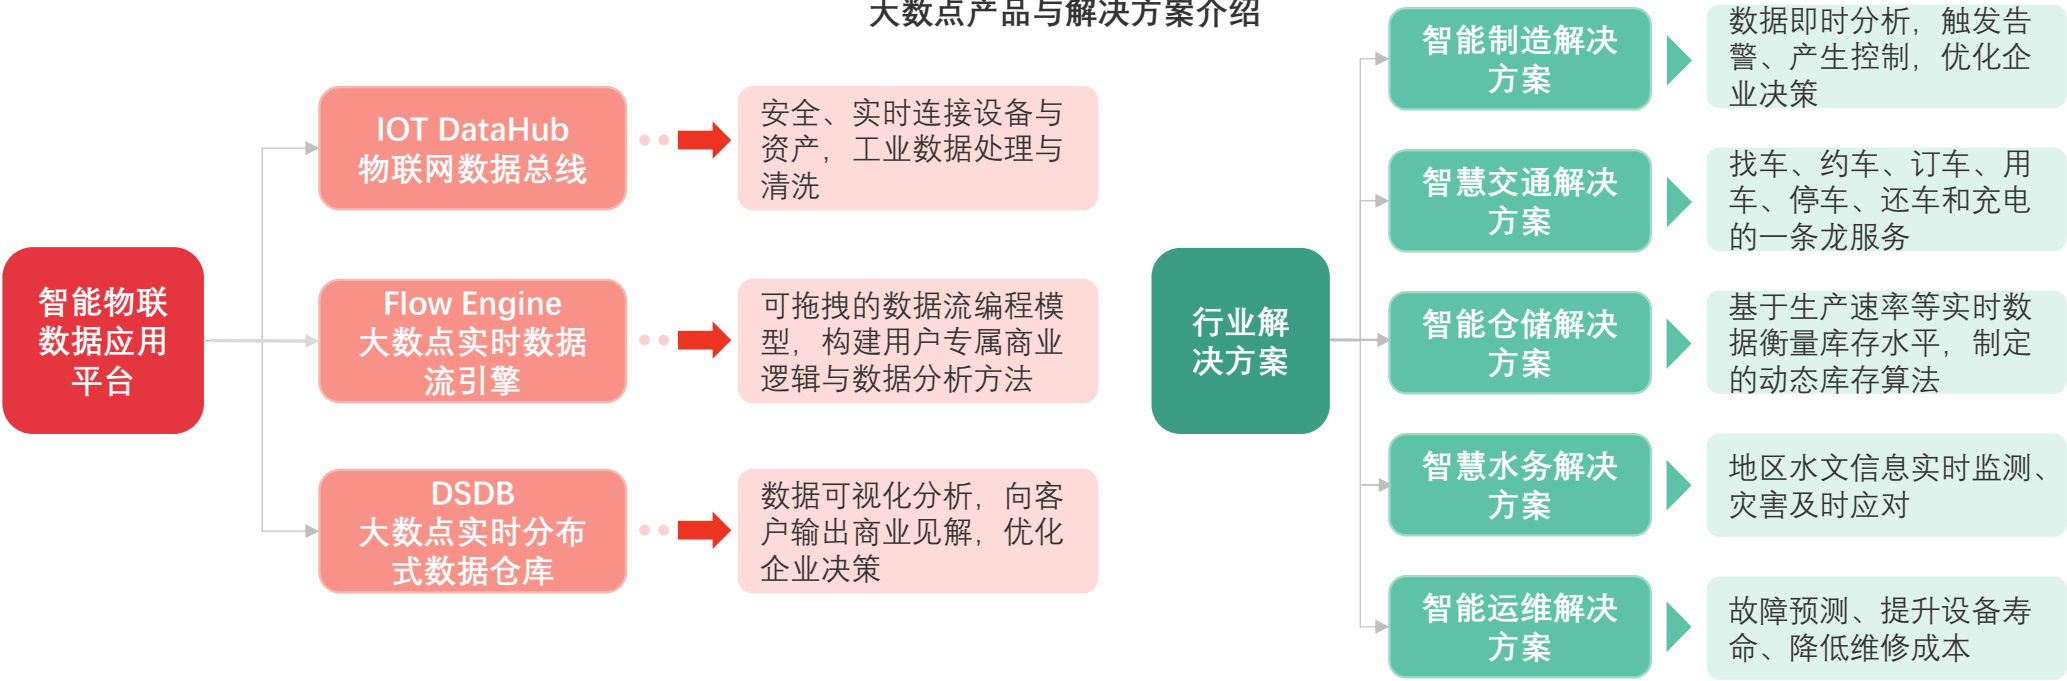 大数点产品与解决方案介绍
智能物联
数据应用
平台
IOT DataHub
物联网数据总线
安全、实时连接设备与
资产，工业数据处理与
清洗
Flow Engine
大数点实时数据
流引擎
可拖拽的数据流编程模
型，构建用户专属商业
逻辑与数据分析方法
DSDB
大数点实时分布
式数据仓库
数据可视化分析，向客
户输出商业见解，优化
企业决策
行业解
决方案
智能制造解决
方案
数据即时分析，触发告
警、产生控制，优化企
业决策
智慧交通解决
方案
找车、约车、订车、用
车、停车、还车和充电
的一条龙服务
智能仓储解决
方案
基于生产速率等实时数
据衡量库存水平，制定
的动态库存算法
智慧水务解决
方案
地区水文信息实时监测、
灾害及时应对
智能运维解决
方案
故障预测、提升设备寿
命、降低维修成本